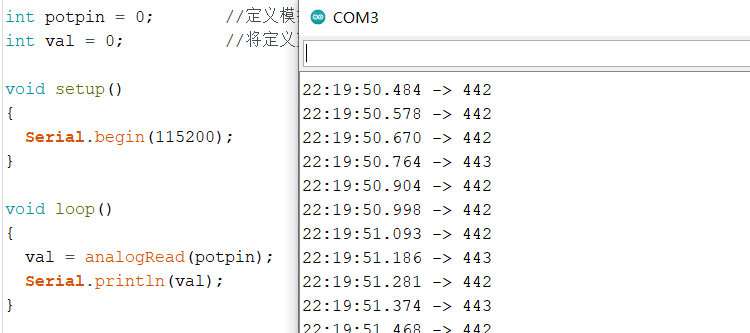 int potpin = 0; //定义模
int val = 0; //将定义
void setup()
{
Serial.begin(115200);
}
void loop()
{
val = analogRead(potpin);
Serial.println(val);
}
COM3
22:19:50.484 -> 442
22:19:50.578 -> 442
22:19:50.670 -> 442
22:19:50.764 -> 443
22:19:50.904 -> 442
22:19:50.998 -> 442
22:19:51.093 -> 442
22:19:51.186 -> 443
22:19:51.281 -> 442
22:19:51.374 -> 443
22:19:51.468 -> 442